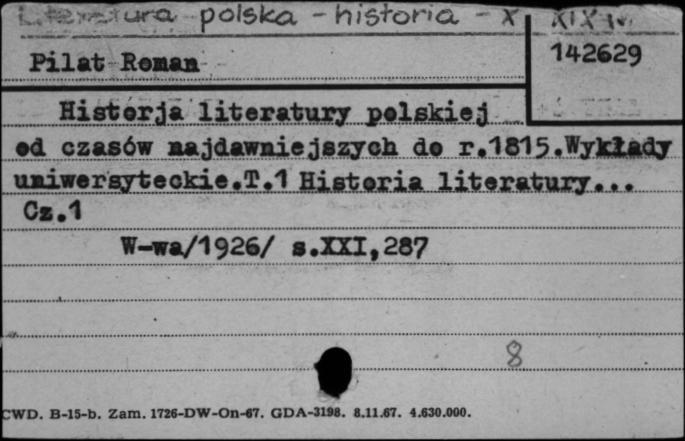 Literatura polska - historia - X XIX w.
Pilat Roman
142629
Historja literatury polskiej
od czasów najdawniejszych do r.1815.Wykłady
uniwersyteckie.T.1 Historia literatury...
Cz.1
W-wa/1926/ s.XXI,287
8
CWD. B-15-b. Zam. 1726-DW-On-67. GDA-3198. 8.11.67. 4.630.000.